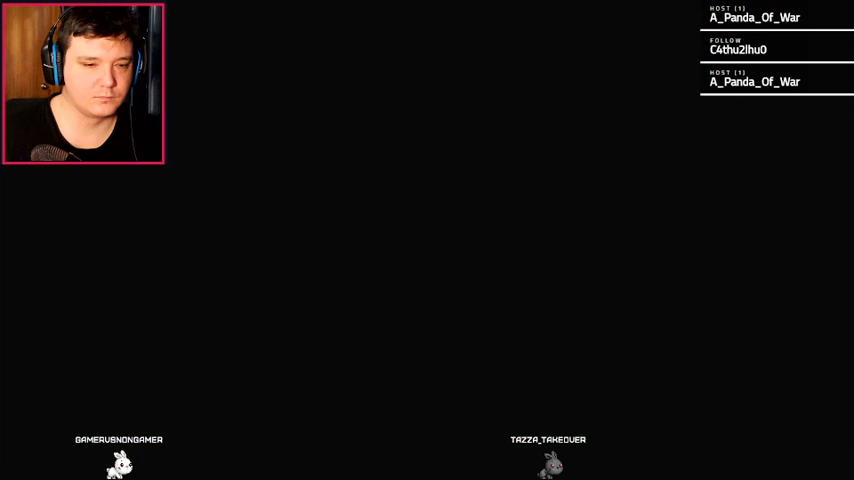 HOST (1)
A_Panda_Of_War
FOLLOW
C4thu2lhu0
HOST (1)
A_Panda_Of_War
GAMERVSNONGAMER
TAZZA_TAKEOVER